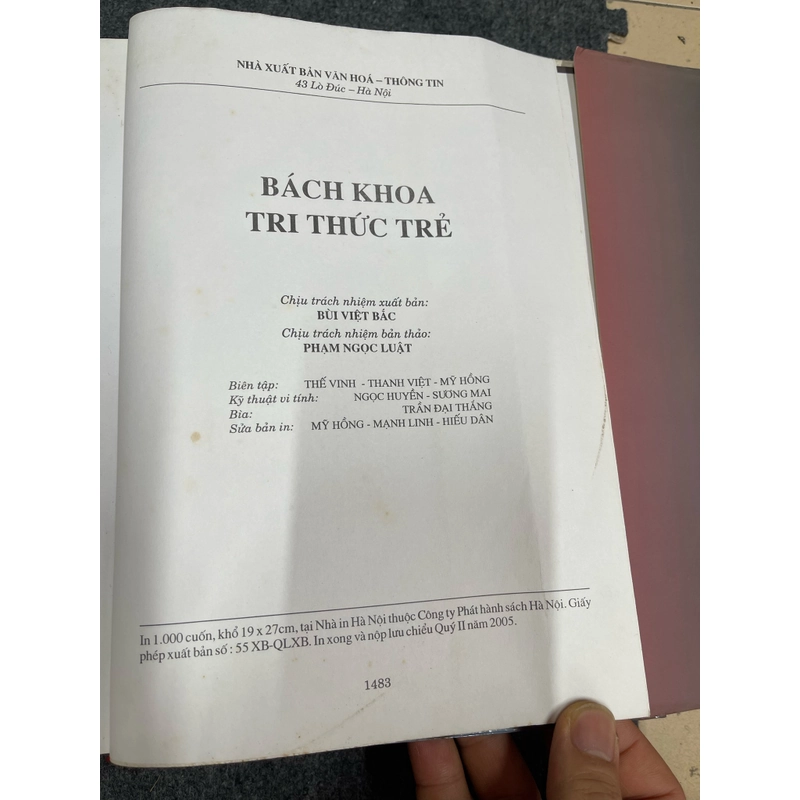 NHÀ XUẤT BẢN VĂN HOÁ – THÔNG TIN
43 Lò Đúc – Hà Nội
BÁCH KHOA
TRI THỨC TRẺ
Chịu trách nhiệm xuất bản:
BÙI VIỆT BẮC
Chịu trách nhiệm bản thảo:
PHẠM NGỌC LUẬT
Biên tập: THẾ VINH - THANH VIỆT - MỸ HỒNG
Kỹ thuật vi tính: NGỌC HUYỀN - SƯƠNG MAI
Bìa: TRẦN ĐẠI THẮNG
Sửa bản in: MỸ HỒNG - MẠNH LINH - HIẾU DÂN
In 1.000 cuốn, khổ 19 x 27cm, tại Nhà in Hà Nội thuộc Công ty Phát hành sách Hà Nội. Giấy
phép xuất bản số : 55 XB-QLXB. In xong và nộp lưu chiểu Quý II năm 2005.
1483